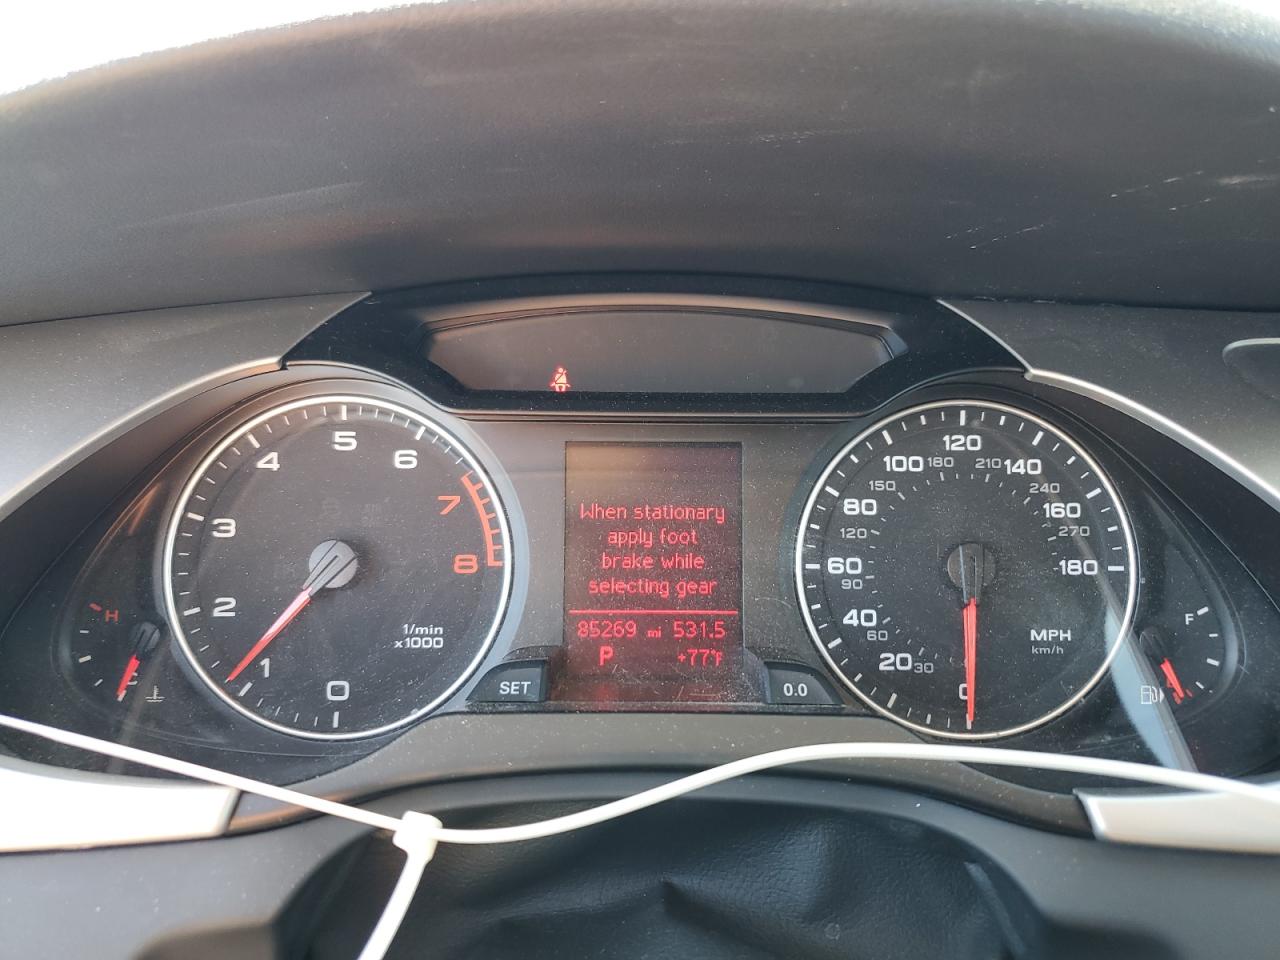 5
4
6
3
7
8
2
1
0
1/min
x1000
H
When stationary
apply foot
brake while
selecting gear
85269 mi 531.5
P +77°F
SET
0.0
120
100 180 210 140
150 240
80 160
120 270
60 180
90
40
60
20 30
0
MPH
km/h
F